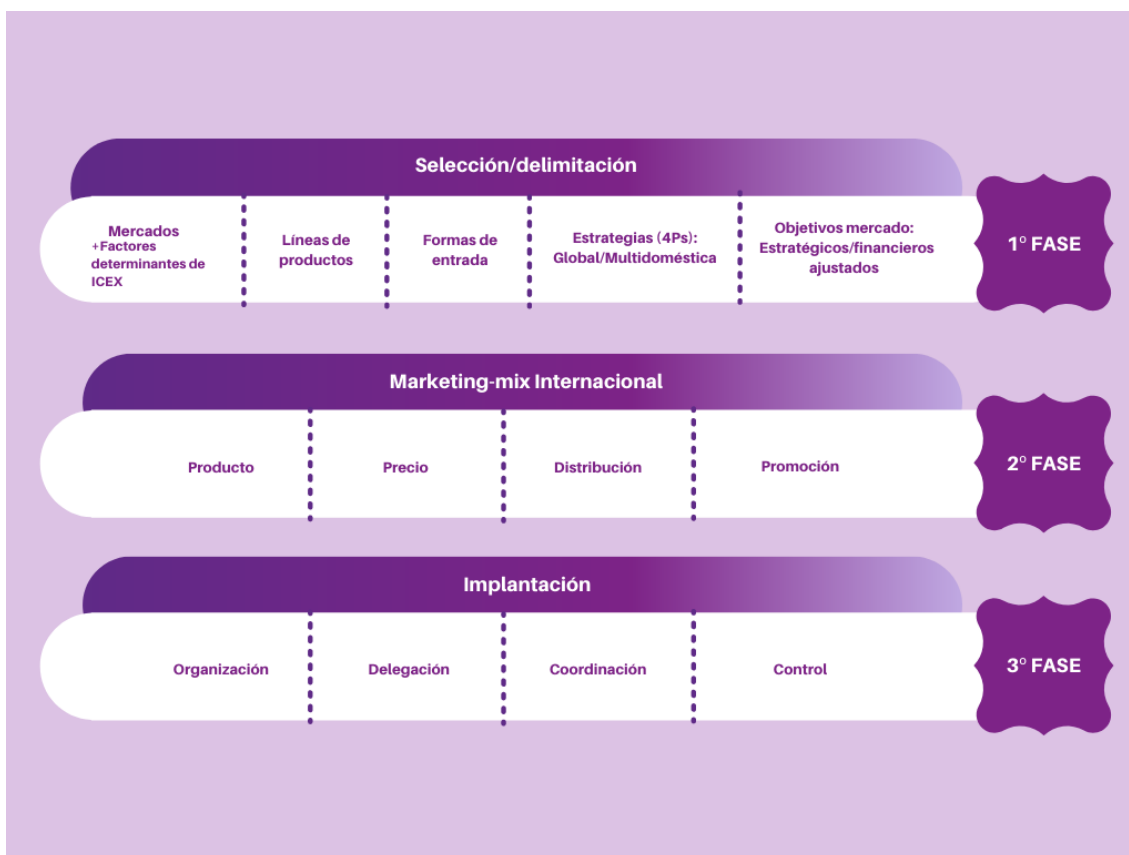 Selección/delimitación
Mercados
+Factores
determinantes de
ICEX
Líneas de
productos
Formas de
entrada
Estrategias (4Ps):
Global/Multidoméstica
Objetivos mercado:
Estratégicos/financieros
ajustados
1º FASE
Marketing-mix Internacional
Producto
Precio
Distribución
Promoción
2º FASE
Implantación
Organización
Delegación
Coordinación
Control
3º FASE